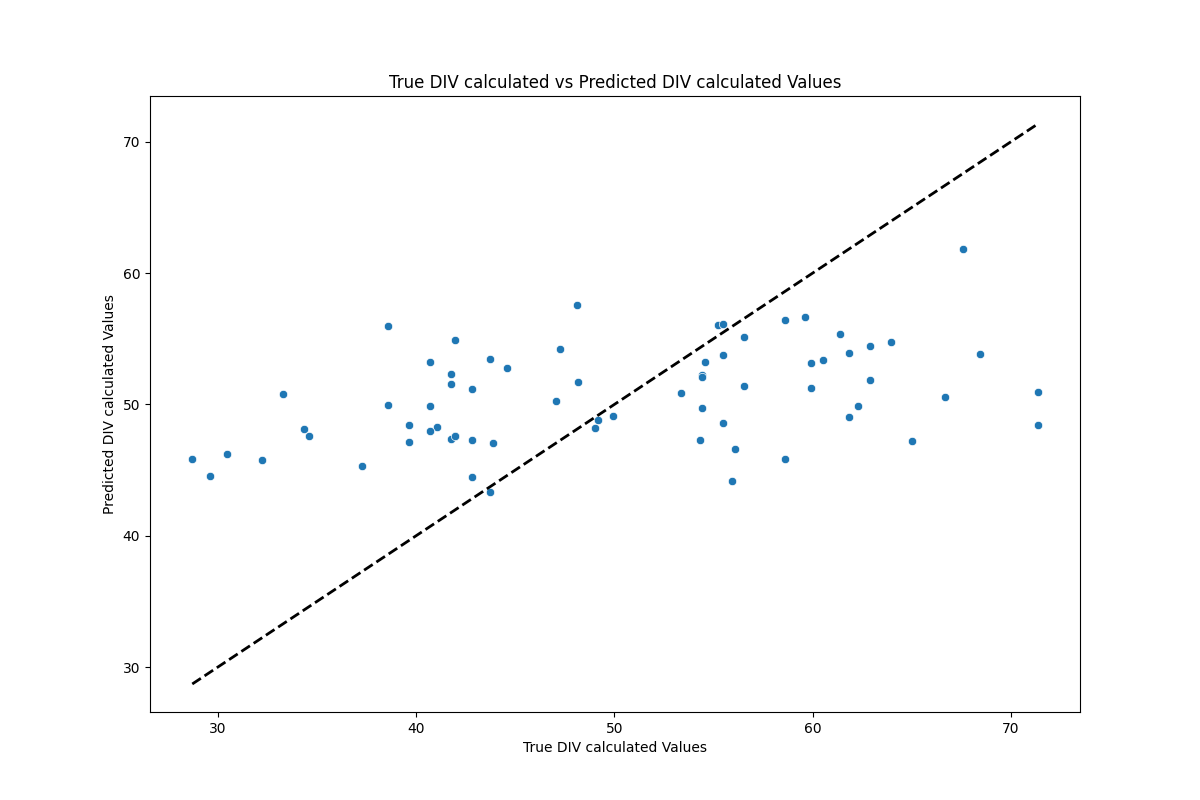 True DIV calculated vs Predicted DIV calculated Values
Predicted DIV calculated Values
70
60
50
40
30
30 40 50 60 70
True DIV calculated Values